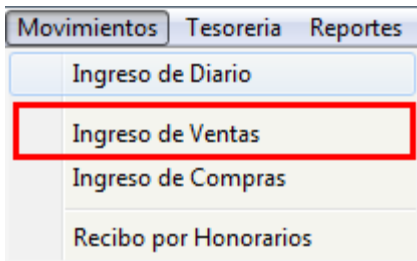 Movimientos Tesoreria Reportes
Ingreso de Diario
Ingreso de Ventas
Ingreso de Compras
Recibo por Honorarios